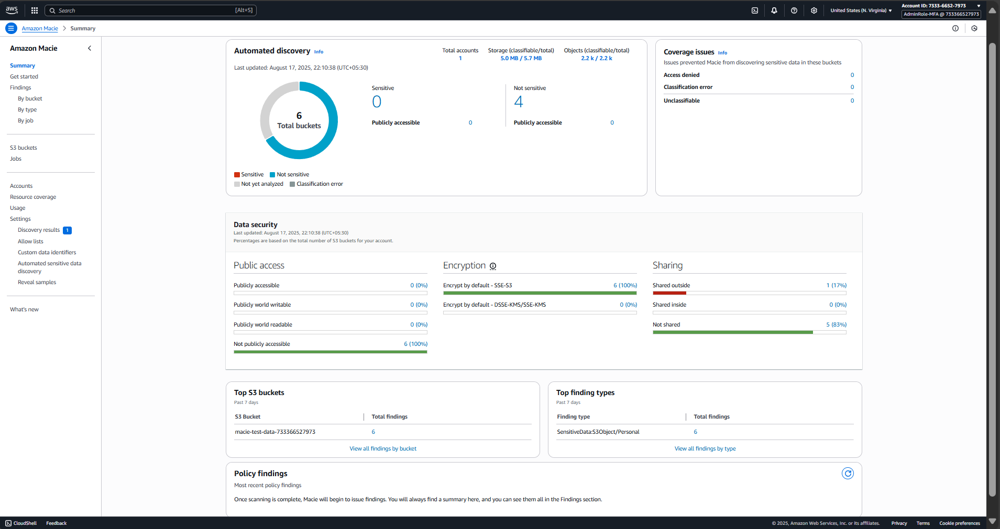 aws
Search
[Alt+S]
United States (N. Virginia)
Account ID: 7333-6652-7973
AdminRole-MFA @ 733366527973
Amazon Macie
Summary
Amazon Macie
Summary
Get started
Findings
By bucket
By type
By job
S3 buckets
Jobs
Accounts
Resource coverage
Usage
Settings
Discovery results 1
Allow lists
Custom data identifiers
Automated sensitive data
discovery
Reveal samples
What's new
Automated discovery Info
Last updated: August 17, 2025, 22:10:38 (UTC+05:30)
Total accounts
1
Storage (classifiable/total)
5.0 MB / 5.7 MB
Objects (classifiable/total)
2.2 k / 2.2 k
6
Total buckets
Sensitive
0
Publicly accessible 0
Not sensitive
4
Publicly accessible 0
Sensitive Not sensitive
Not yet analyzed Classification error
Coverage issues Info
Issues prevented Macie from discovering sensitive data in these buckets
Access denied 0
Classification error 0
Unclassifiable 0
Data security
Last updated: August 17, 2025, 22:10:38 (UTC+05:30)
Percentages are based on the total number of S3 buckets for your account.
Public access
Publicly accessible 0 (0%)
Publicly world writable 0 (0%)
Publicly world readable 0 (0%)
Not publicly accessible 6 (100%)
Encryption
Encrypt by default - SSE-S3 6 (100%)
Encrypt by default - DSSE-KMS/SSE-KMS 0 (0%)
Sharing
Shared outside 1 (17%)
Shared inside 0 (0%)
Not shared 5 (83%)
Top S3 buckets
Past 7 days
S3 Bucket Total findings
macie-test-data-733366527973 6
View all findings by bucket
Top finding types
Past 7 days
Finding type Total findings
SensitiveData:S3Object/Personal 6
View all findings by type
Policy findings
Most recent policy findings
Once scanning is complete, Macie will begin to issue findings. You will always find a summary here, and you can see them all in the Findings section.
CloudShell Feedback
© 2025, Amazon Web Services, Inc. or its affiliates. Privacy Terms Cookie preferences